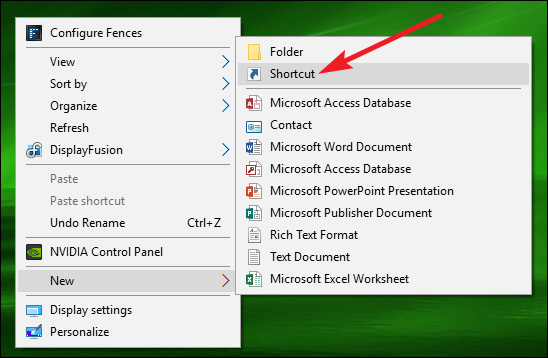 Configure Fences
View
Sort by
Organize
Refresh
DisplayFusion
Paste
Paste shortcut
Undo Rename Ctrl+Z
NVIDIA Control Panel
New
Display settings
Personalize
Folder
Shortcut
Microsoft Access Database
Contact
Microsoft Word Document
Microsoft Access Database
Microsoft PowerPoint Presentation
Microsoft Publisher Document
Rich Text Format
Text Document
Microsoft Excel Worksheet